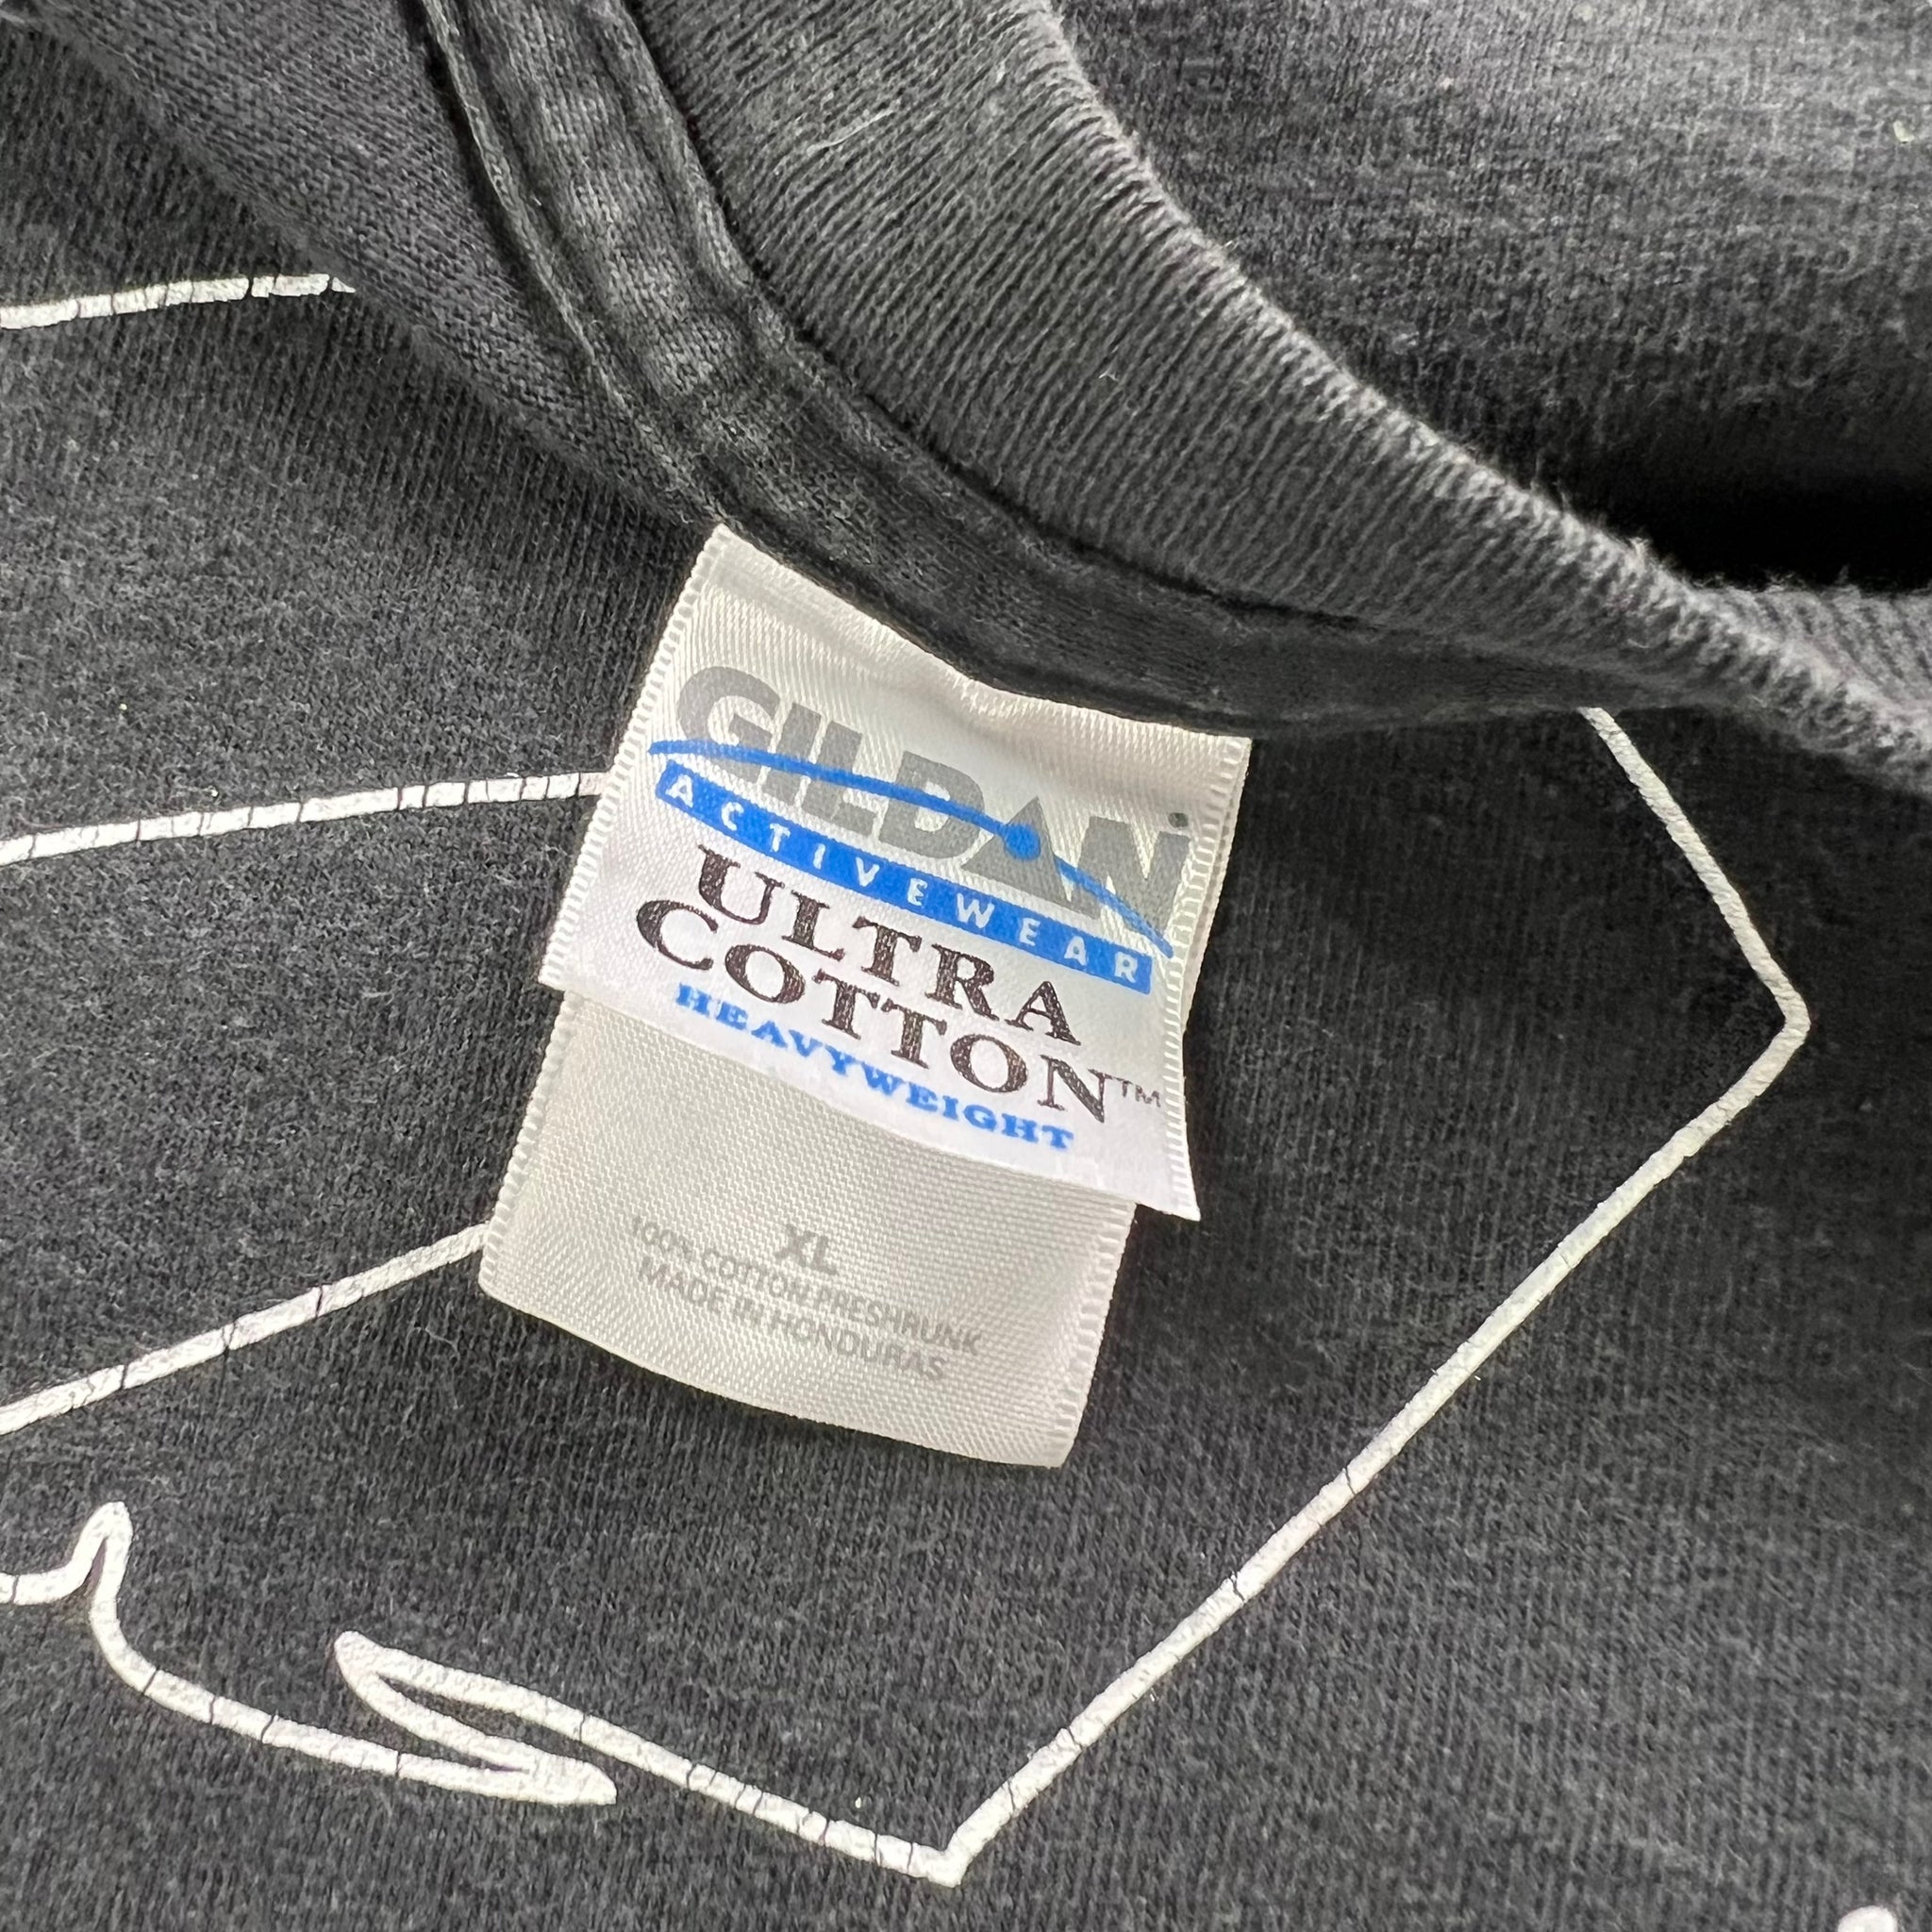 GILDAN
ACTIVEWEAR
ULTRA
COTTON™
HEAVYWEIGHT
XL
100% COTTON PRESHRUNK
MADE IN HONDURAS